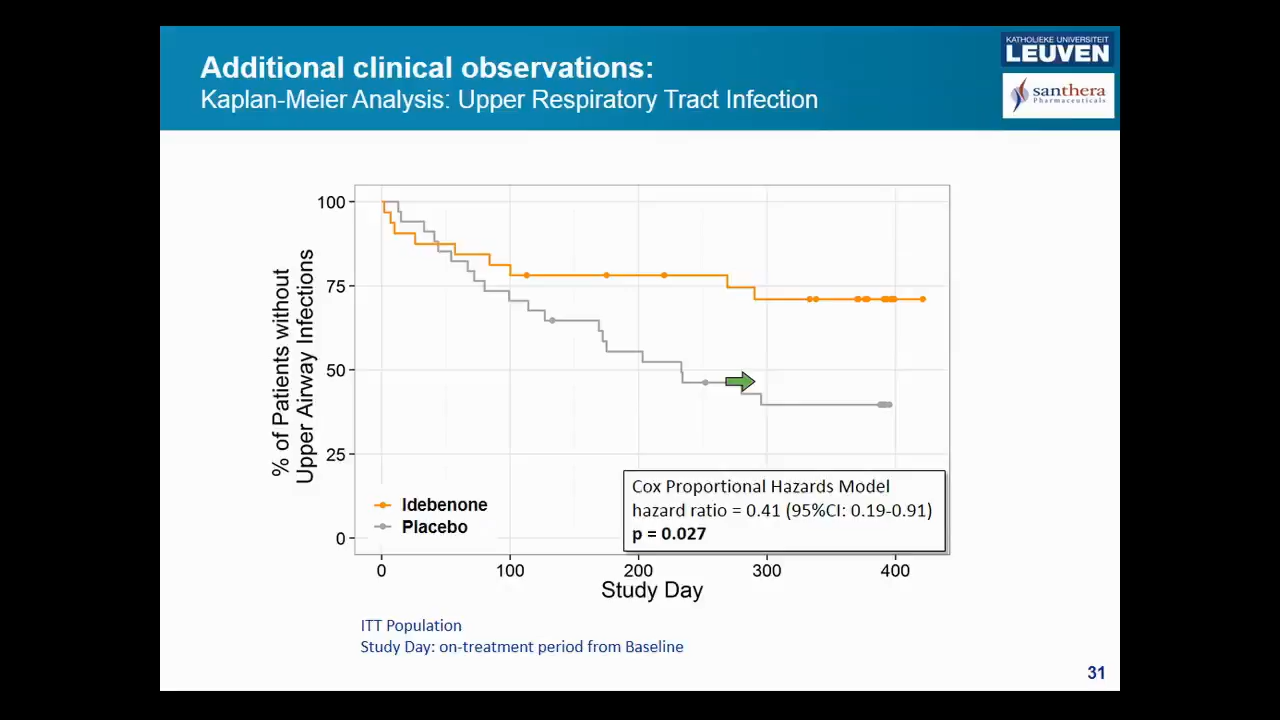 Additional clinical observations:
Kaplan-Meier Analysis: Upper Respiratory Tract Infection
KATHOLIEKE UNIVERSITEIT
LEUVEN
santhera
Pharmaceuticals
% of Patients without
Upper Airway Infections
100
75
50
25
0
Idebenone
Placebo
Cox Proportional Hazards Model
hazard ratio = 0.41 (95%CI: 0.19-0.91)
p = 0.027
0 100 200 300 400
Study Day
ITT Population
Study Day: on-treatment period from Baseline
31